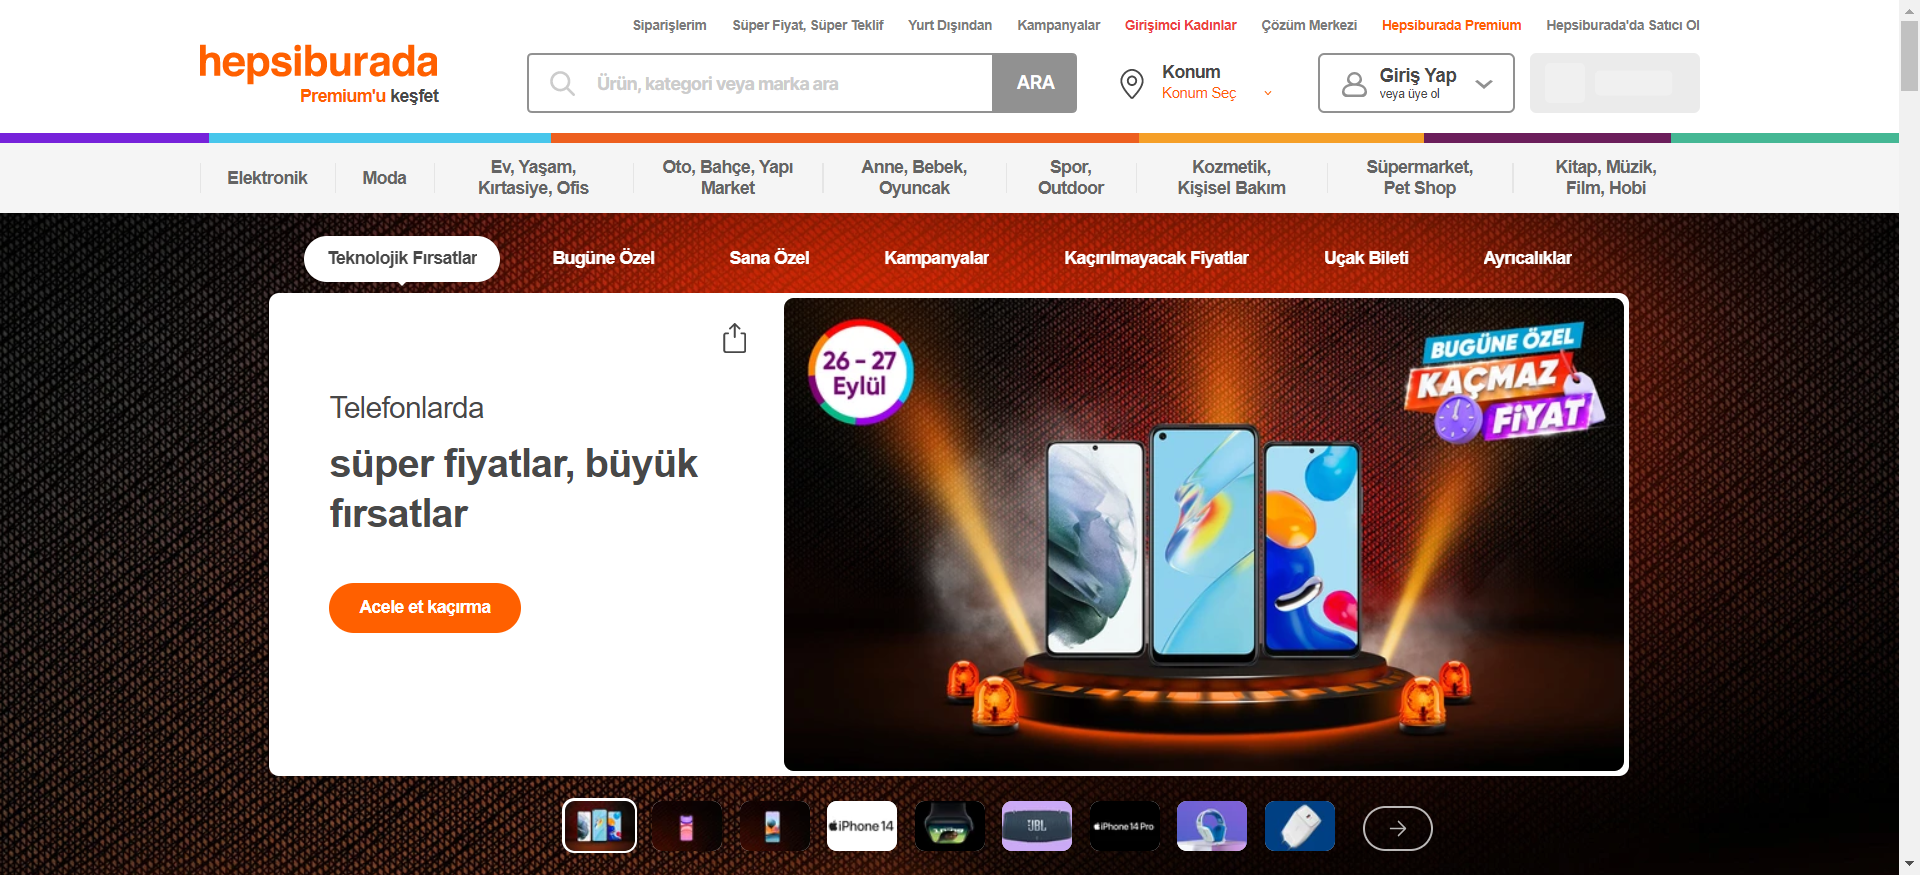 Siparişlerim
Süper Fiyat, Süper Teklif
Yurt Dışından
Kampanyalar
Girişimci Kadınlar
Çözüm Merkezi
Hepsiburada Premium
Hepsiburada'da Satıcı Ol
hepsiburada
Premium'u keşfet
Ürün, kategori veya marka ara
ARA
Konum
Konum Seç
Giriş Yap
veya üye ol
Elektronik
Moda
Ev, Yaşam,
Kırtasiye, Ofis
Oto, Bahçe, Yapı
Market
Anne, Bebek,
Oyuncak
Spor,
Outdoor
Kozmetik,
Kişisel Bakım
Süpermarket,
Pet Shop
Kitap, Müzik,
Film, Hobi
Teknolojik Fırsatlar
Bugüne Özel
Sana Özel
Kampanyalar
Kaçırılmayacak Fiyatlar
Uçak Bileti
Ayrıcalıklar
Telefonlarda
süper fiyatlar, büyük
fırsatlar
Acele et kaçırma
26 – 27
Eylül
BUGÜNE ÖZEL
KAÇMAZ
FİYAT
iPhone 14
JBL
iPhone 14 Pro